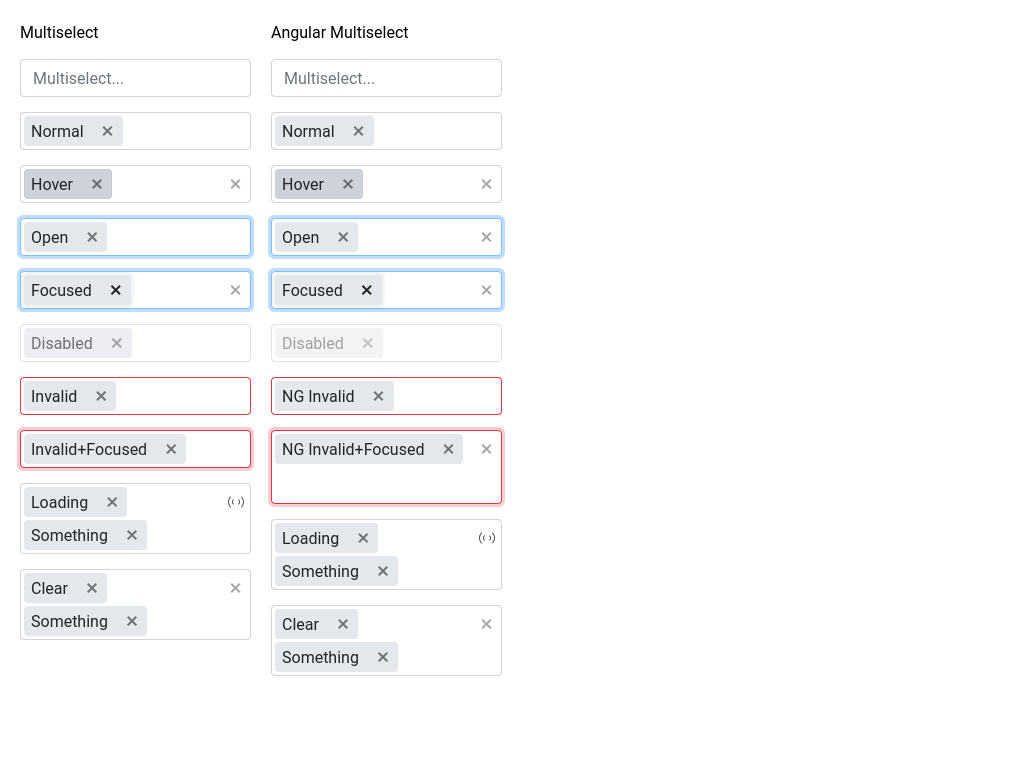 Multiselect
Multiselect...
Normal
Hover
Open
Focused
Disabled
Invalid
Invalid+Focused
Loading
Something
Clear
Something
Angular Multiselect
Multiselect...
Normal
Hover
Open
Focused
Disabled
NG Invalid
NG Invalid+Focused
Loading
Something
Clear
Something